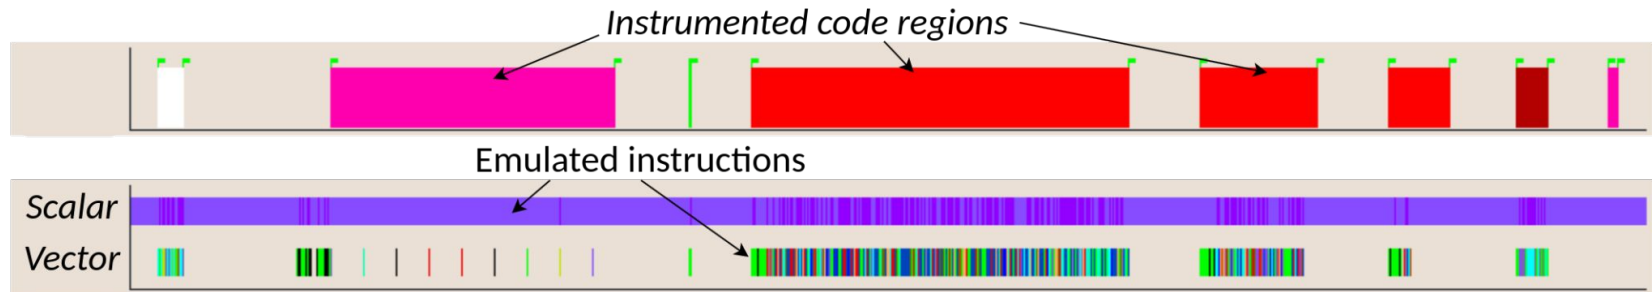 Instrumented code regions
Emulated instructions
Scalar
Vector